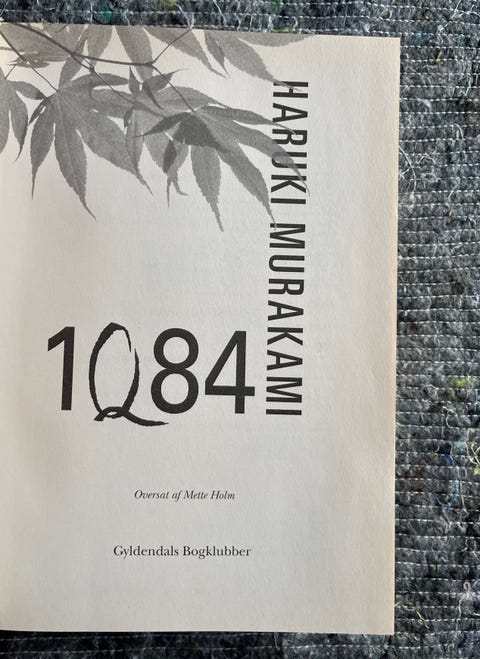 HARUKI MURAKAMI
1Q84
Oversat af Mette Holm
Gyldendals Bogklubber